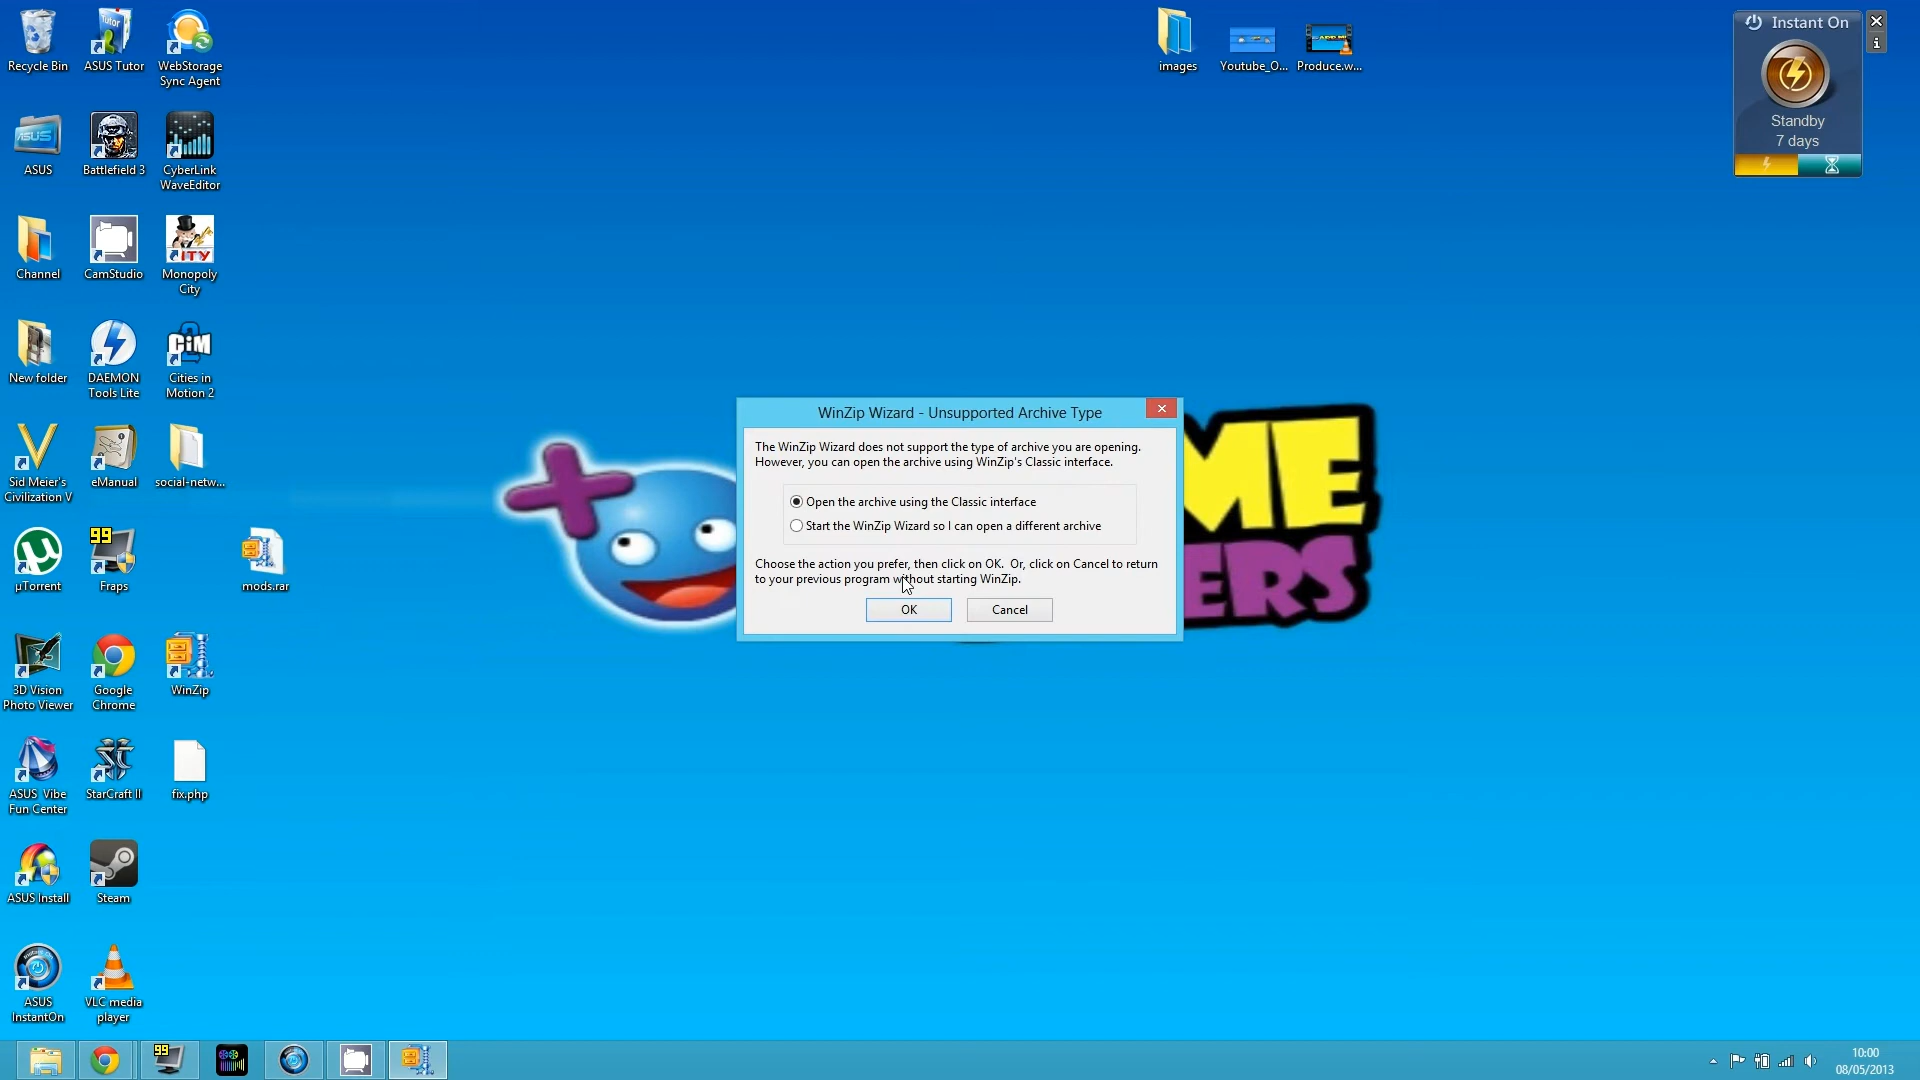 Recycle Bin
ASUS Tutor
WebStorage
Sync Agent
images
Youtube_O...
Produce.w...
Instant On
Standby
7 days
ASUS
Battlefield 3
CyberLink
WaveEditor
Channel
CamStudio
Monopoly
City
New folder
DAEMON
Tools Lite
Cities in
Motion 2
Sid Meier's
Civilization V
eManual
social-netw...
µTorrent
Fraps
mods.rar
3D Vision
Photo Viewer
Google
Chrome
WinZip
ASUS Vibe
Fun Center
StarCraft II
fix.php
ASUS Install
Steam
ASUS
InstantOn
VLC media
player
WinZip Wizard - Unsupported Archive Type
The WinZip Wizard does not support the type of archive you are opening.
However, you can open the archive using WinZip's Classic interface.
Open the archive using the Classic interface
Start the WinZip Wizard so I can open a different archive
Choose the action you prefer, then click on OK. Or, click on Cancel to return
to your previous program without starting WinZip.
OK
Cancel
ME
ERS
99
10:00
08/05/2013